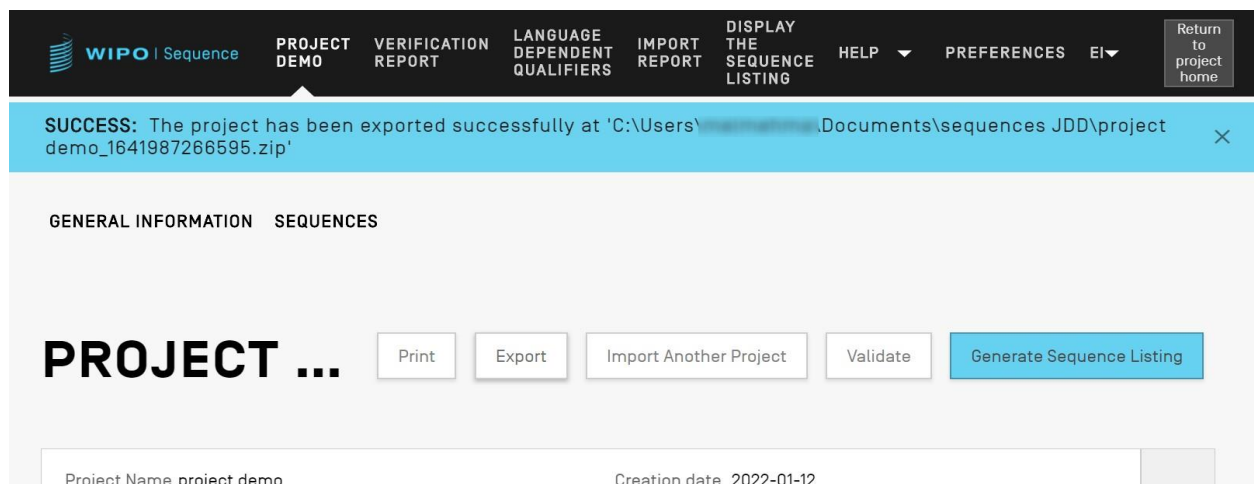 WIPO | Sequence
PROJECT
DEMO
VERIFICATION
REPORT
LANGUAGE
DEPENDENT
QUALIFIERS
IMPORT
REPORT
DISPLAY
THE
SEQUENCE
LISTING
HELP
PREFERENCES
Return
to
project
home
SUCCESS: The project has been exported successfully at 'C:\Users\ \Documents\sequences JDD\project
demo_1641987266595.zip'
GENERAL INFORMATION SEQUENCES
PROJECT ...
Print
Export
Import Another Project
Validate
Generate Sequence Listing
Project Name project demo
Creation date 2022-01-12